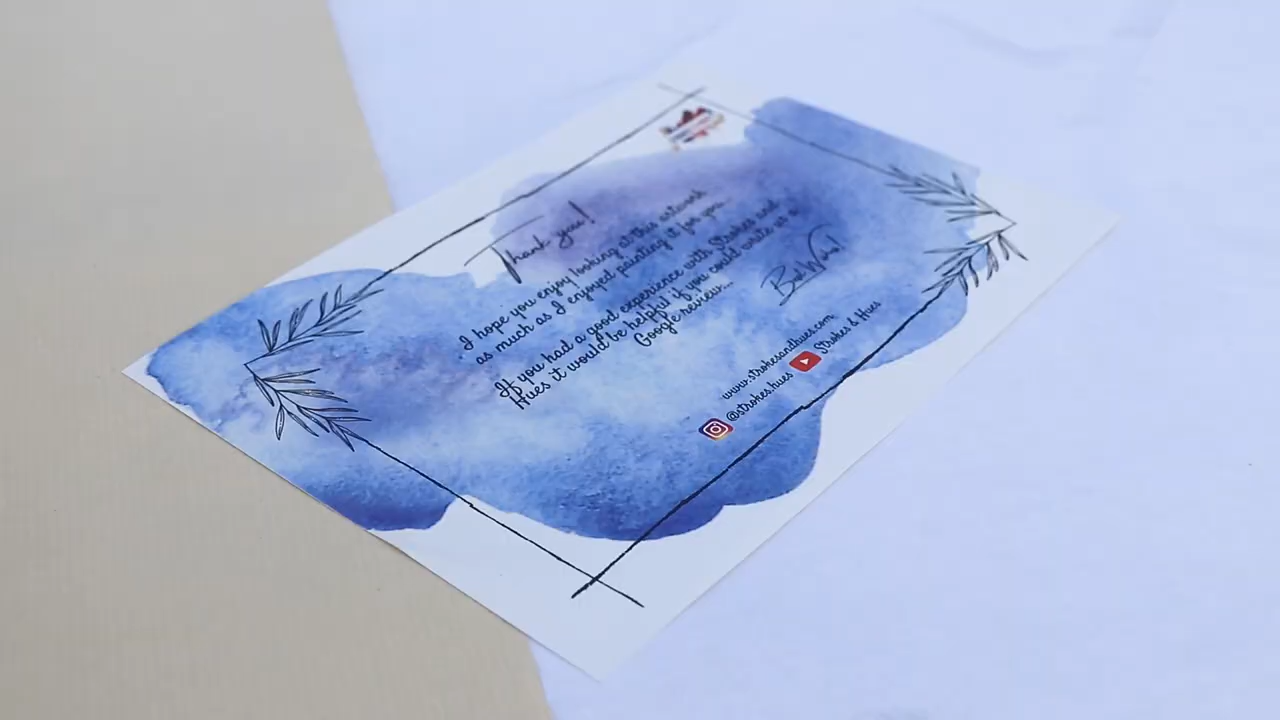 Thank you!
I hope you enjoy looking at this artwork
as much as I enjoyed painting it for you.
If you had a good experience with Strokes and
Hues it would be helpful if you could write us a
Google review...
Best Wishes!
www.strokesandhues.com
@strokes.hues Strokes & Hues